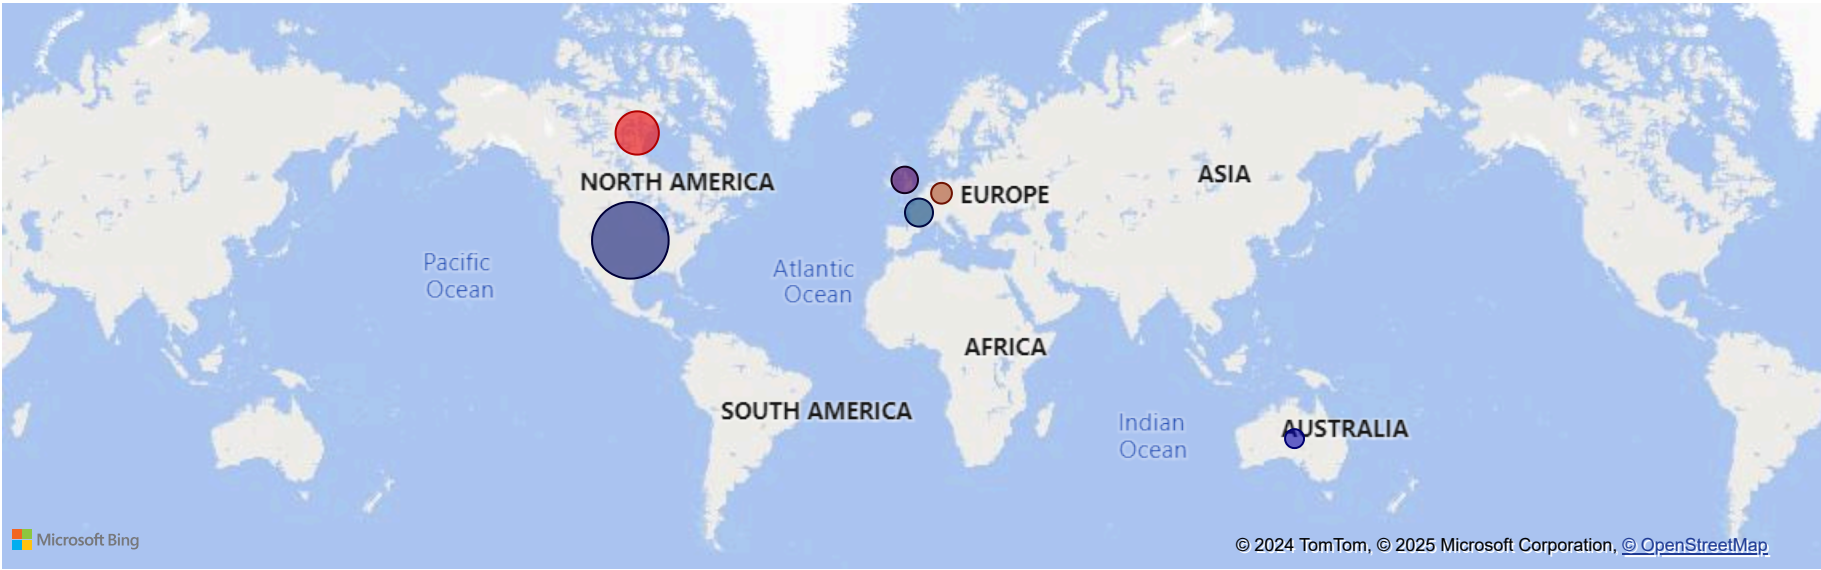 NORTH AMERICA
EUROPE
ASIA
Pacific
Ocean
Atlantic
Ocean
AFRICA
SOUTH AMERICA
Indian
Ocean
AUSTRALIA
Microsoft Bing
© 2024 TomTom, © 2025 Microsoft Corporation, © OpenStreetMap